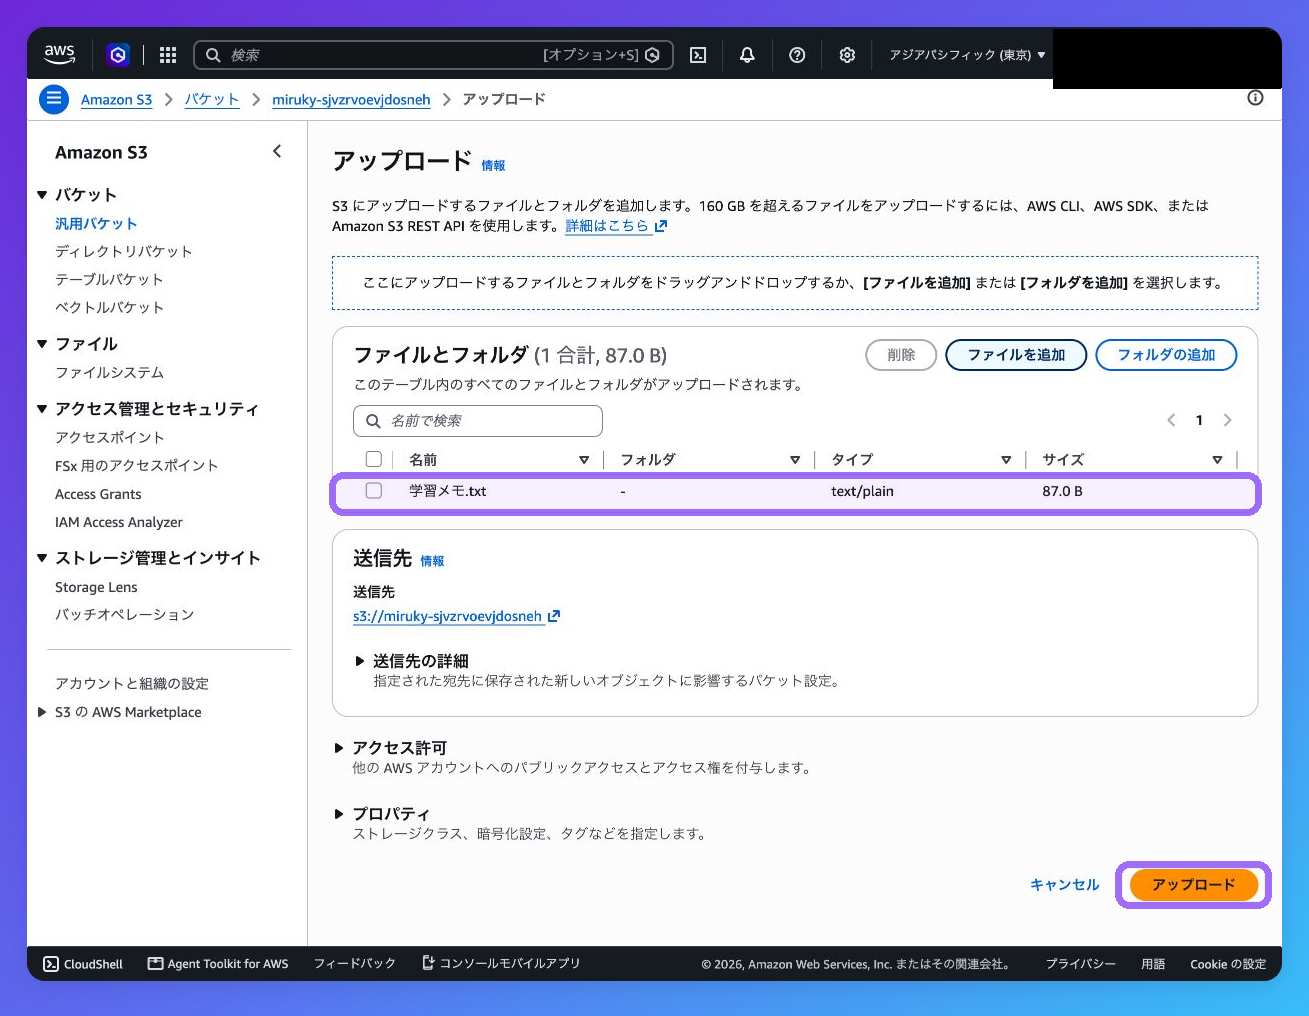 aws
検索
[オプション+S]
アジアパシフィック (東京) ▼
Amazon S3 > バケット > miruky-sjvzrvoevjdosneh > アップロード
Amazon S3
▼ バケット
汎用バケット
ディレクトリバケット
テーブルバケット
ベクトルバケット
▼ ファイル
ファイルシステム
▼ アクセス管理とセキュリティ
アクセスポイント
FSx 用のアクセスポイント
Access Grants
IAM Access Analyzer
▼ ストレージ管理とインサイト
Storage Lens
バッチオペレーション
アカウントと組織の設定
▶ S3 の AWS Marketplace
アップロード 情報
S3 にアップロードするファイルとフォルダを追加します。160 GB を超えるファイルをアップロードするには、AWS CLI、AWS SDK、または
Amazon S3 REST API を使用します。詳細はこちら
ここにアップロードするファイルとフォルダをドラッグアンドドロップするか、[ファイルを追加] または [フォルダを追加] を選択します。
ファイルとフォルダ (1 合計, 87.0 B)
削除
ファイルを追加
フォルダの追加
このテーブル内のすべてのファイルとフォルダがアップロードされます。
名前で検索
1
名前 フォルダ タイプ サイズ
学習メモ.txt - text/plain 87.0 B
送信先 情報
送信先
s3://miruky-sjvzrvoevjdosneh
▶ 送信先の詳細
指定された宛先に保存された新しいオブジェクトに影響するバケット設定。
▶ アクセス許可
他の AWS アカウントへのパブリックアクセスとアクセス権を付与します。
▶ プロパティ
ストレージクラス、暗号化設定、タグなどを指定します。
キャンセル
アップロード
CloudShell
Agent Toolkit for AWS
フィードバック
コンソールモバイルアプリ
© 2026, Amazon Web Services, Inc. またはその関連会社。
プライバシー
用語
Cookie の設定